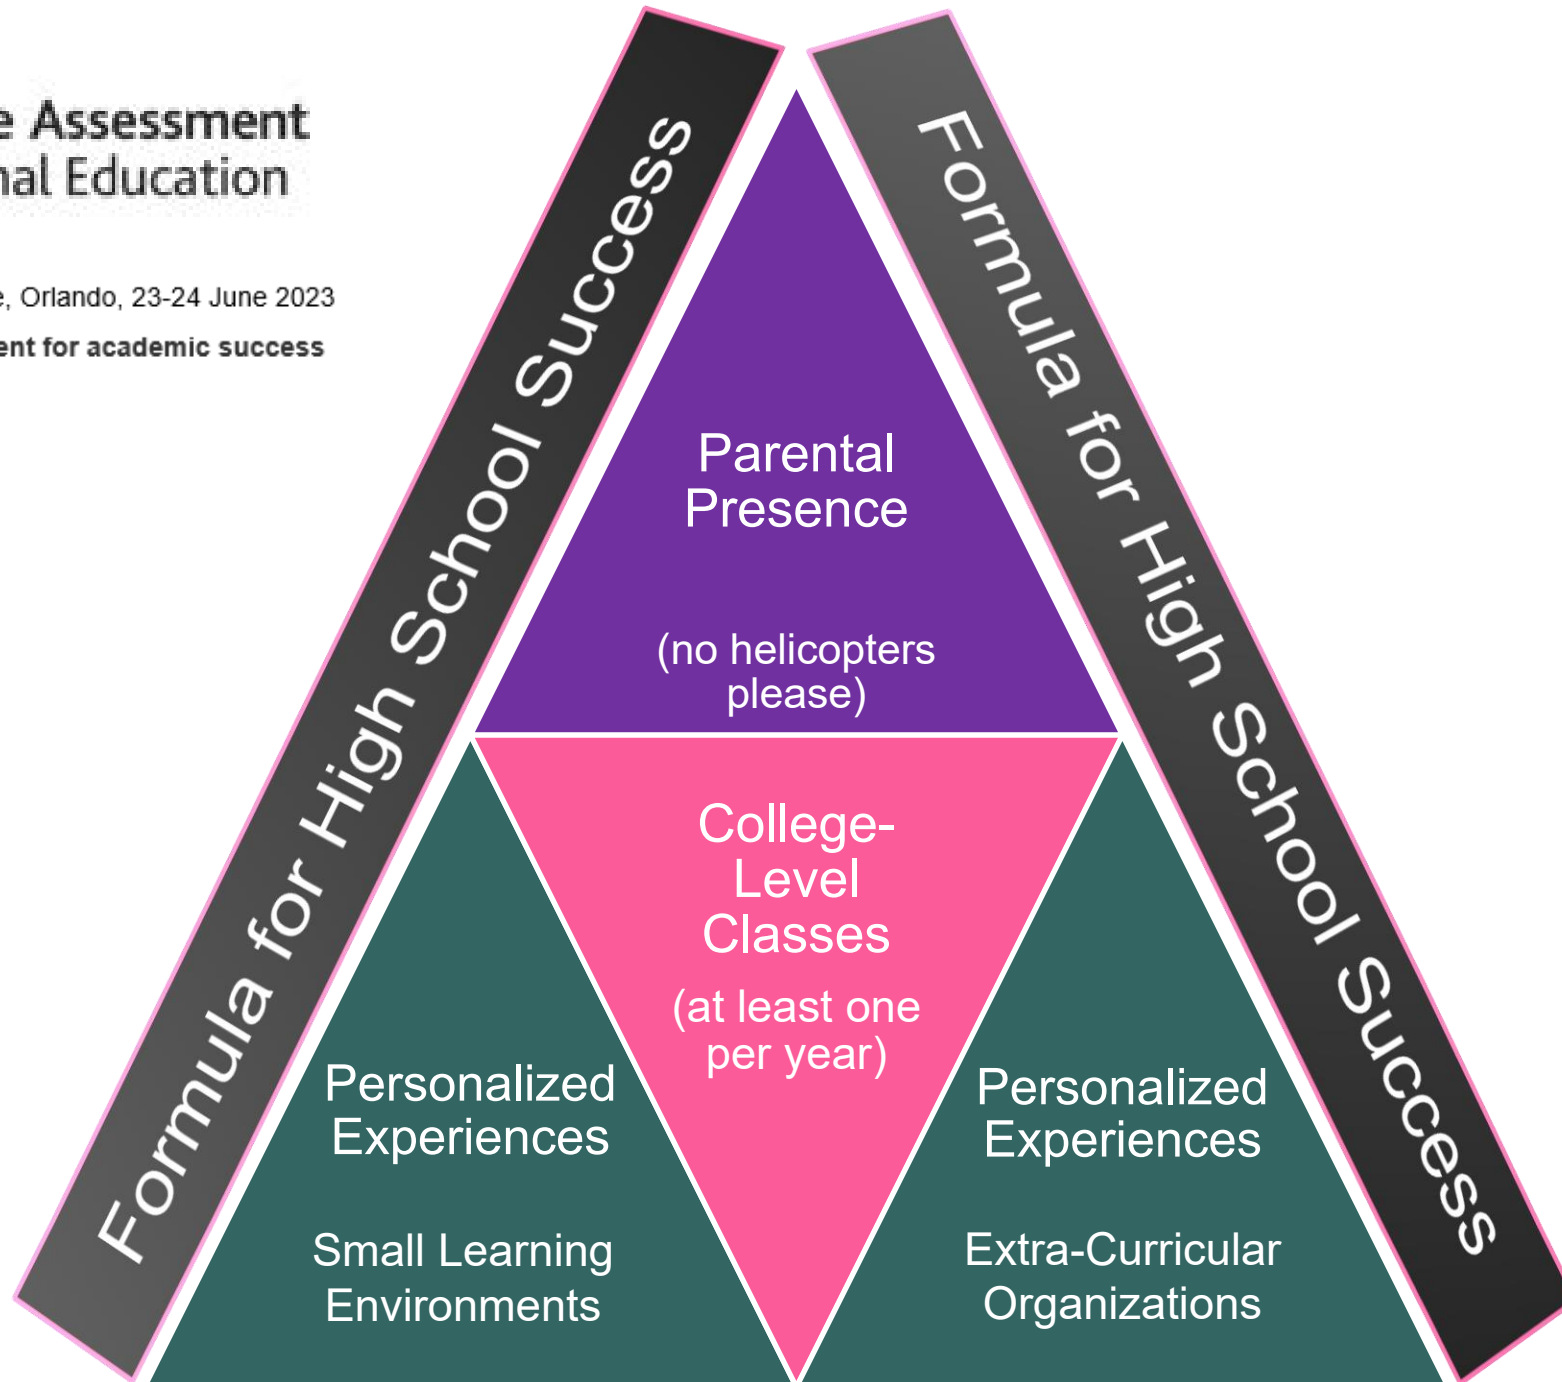 Assessment
Education
Orlando, 23-24 June 2023
for academic success
Formula for High School Success
Formula for High School Success
Parental
Presence
(no helicopters
please)
College-
Level
Classes
(at least one
per year)
Personalized
Experiences
Small Learning
Environments
Personalized
Experiences
Extra-Curricular
Organizations